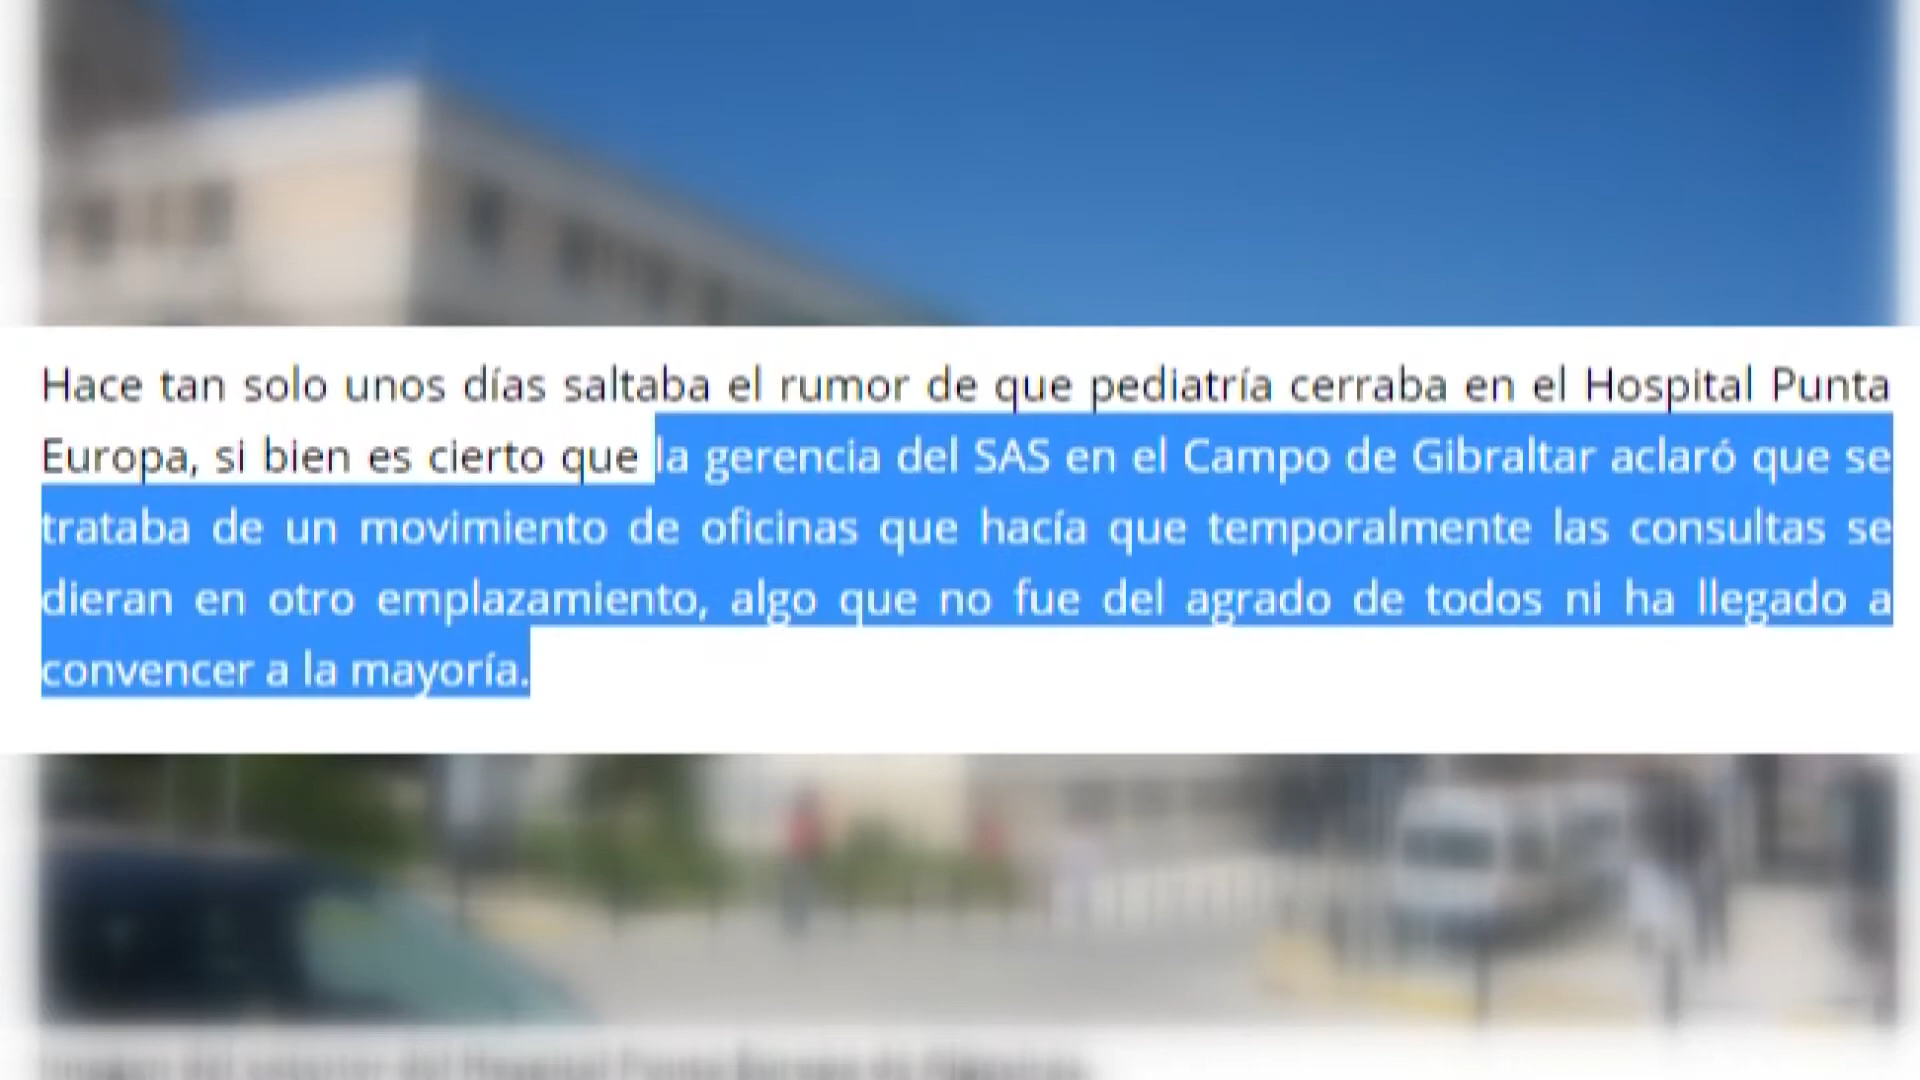 Hace tan solo unos días saltaba el rumor de que pediatría cerraba en el Hospital Punta
Europa, si bien es cierto que la gerencia del SAS en el Campo de Gibraltar aclaró que se
trataba de un movimiento de oficinas que hacía que temporalmente las consultas se
dieran en otro emplazamiento, algo que no fue del agrado de todos ni ha llegado a
convencer a la mayoría.